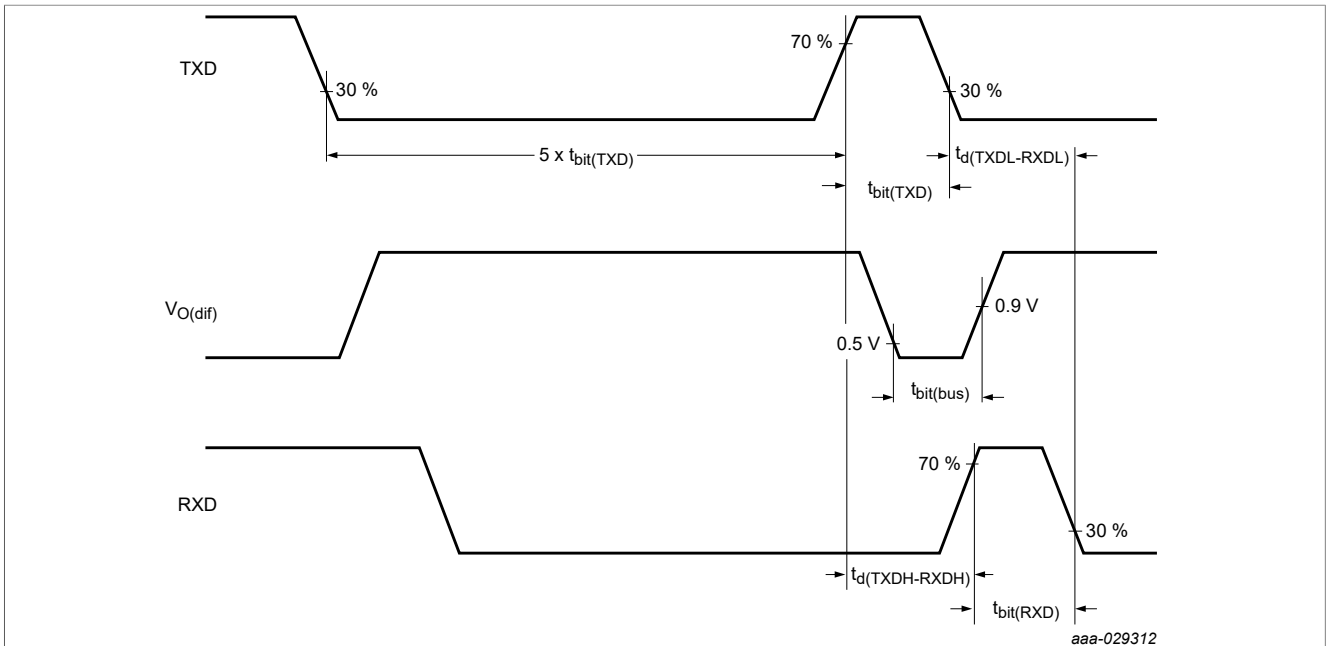 TXD
70 %
30 %
30 %
5 x tbit(TXD)
td(TXDL-RXDL)
tbit(TXD)
VO(dif)
0.9 V
0.5 V
tbit(bus)
RXD
70 %
30 %
td(TXDH-RXDH)
tbit(RXD)
aaa-029312